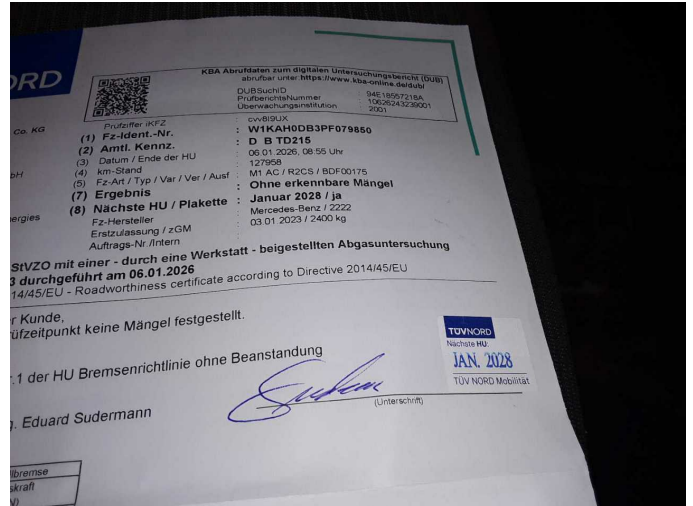 ORD
KBA Abrufdaten zum digitalen Untersuchungsbericht (DUB)
abrufbar unter https://www.kba-online.de/dub/
DUBSuchID : 94E18567218A
PrüfberichtsNummer : 10626243239001
Überwachungsinstitution : 2001
Co. KG
Prüfziffer iKFZ cvv8I9UX
(1) Fz-Ident.-Nr. : W1KAH0DB3PF079850
(2) Amtl. Kennz. : D B TD215
(3) Datum / Ende der HU : 06.01.2026, 08.55 Uhr
bH
(4) km-Stand : 127958
(5) Fz-Art / Typ / Var / Ver / Ausf : M1 AC / R2CS / BDF00175
(7) Ergebnis : Ohne erkennbare Mängel
ergies
(8) Nächste HU / Plakette : Januar 2028 / ja
Fz-Hersteller Mercedes-Benz / 2222
Erstzulassung / zGM 03.01 2023 / 2400 kg
Auftrags-Nr./Intern
StVZO mit einer - durch eine Werkstatt - beigestellten Abgasuntersuchung
3 durchgeführt am 06.01.2026
14/45/EU - Roadworthiness certificate according to Directive 2014/45/EU
r Kunde,
rüfzeitpunkt keine Mängel festgestellt.
.1 der HU Bremsenrichtlinie ohne Beanstandung
TÜVNORD
Nächste HU:
JAN. 2028
TÜV NORD Mobilität
(Unterschrift)
g. Eduard Sudermann
llbremse
skraft
N)